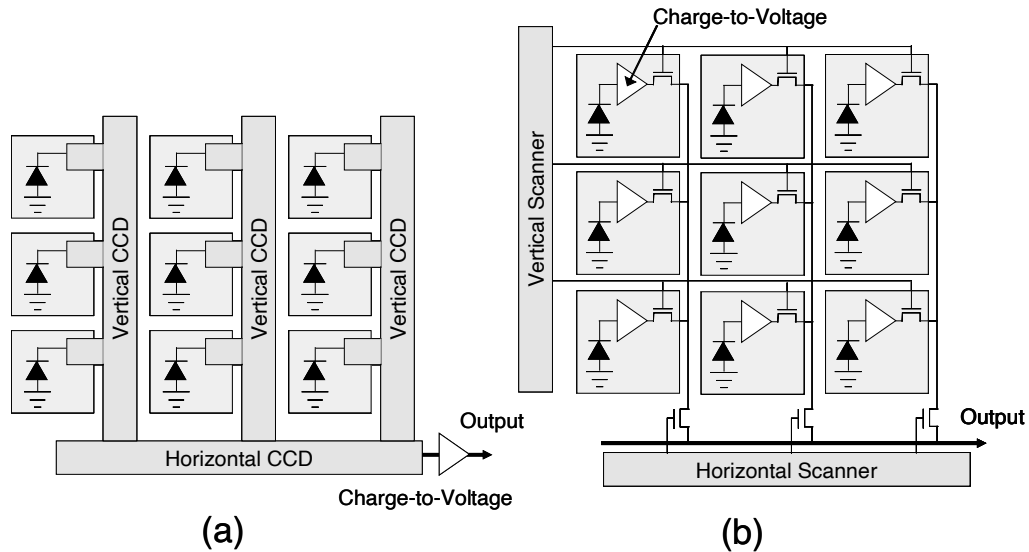 Vertical CCD
Vertical CCD
Vertical CCD
Horizontal CCD
Output
Charge-to-Voltage
(a)
Charge-to-Voltage
Vertical Scanner
Output
Horizontal Scanner
(b)